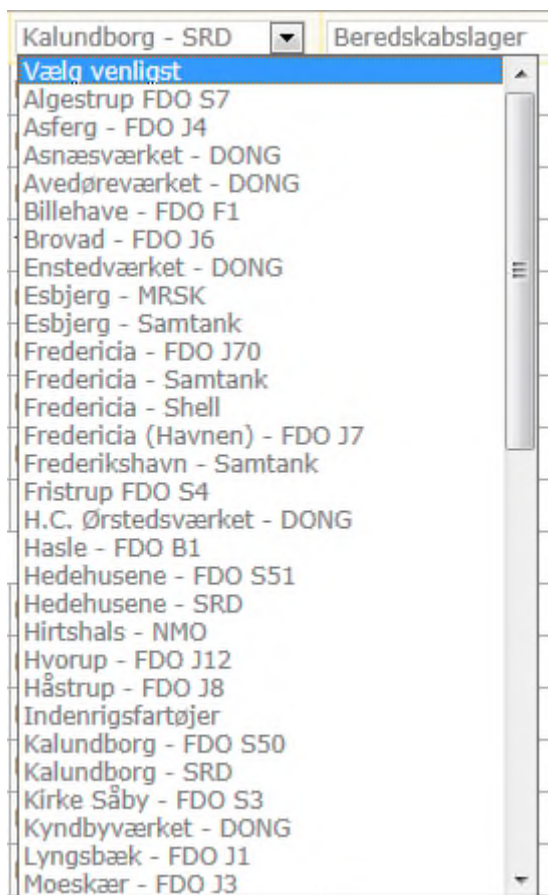 Kalundborg - SRD Beredskabslager
Vælg venligst
Algestrup FDO S7
Asferg - FDO J4
Asnæsværket - DONG
Avedøreværket - DONG
Billehave - FDO F1
Brovad - FDO J6
Enstedværket - DONG
Esbjerg - MRSK
Esbjerg - Samtank
Fredericia - FDO J70
Fredericia - Samtank
Fredericia - Shell
Fredericia (Havnen) - FDO J7
Frederikshavn - Samtank
Fristrup FDO S4
H.C. Ørstedsværket - DONG
Hasle - FDO B1
Hedehusene - FDO S51
Hedehusene - SRD
Hirtshals - NMO
Hvorup - FDO J12
Håstrup - FDO J8
Indenrigsfartøjer
Kalundborg - FDO S50
Kalundborg - SRD
Kirke Såby - FDO S3
Kyndbyværket - DONG
Lyngsbæk - FDO J1
Moeskær - FDO J3